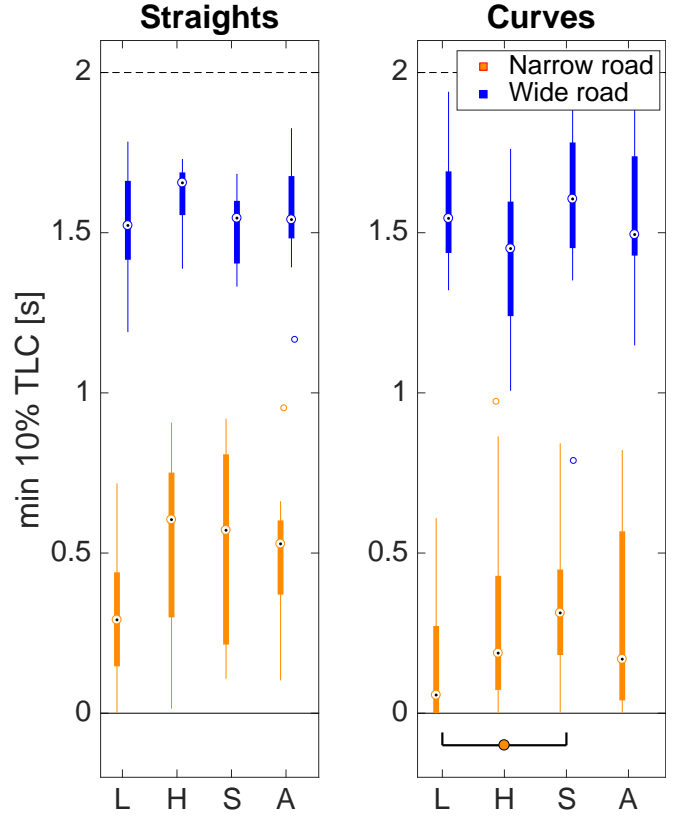 Straights
Curves
Narrow road
Wide road
min 10% TLC [s]
2
1.5
1
0.5
0
L H S A
2
1.5
1
0.5
0
L H S A